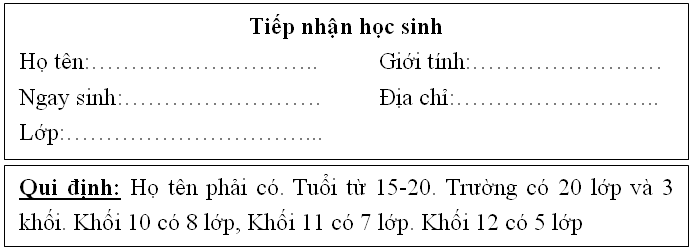 Tiếp nhận học sinh
Họ tên:……………………….. Giới tính:……………………
Ngay sinh:……………………. Địa chỉ:……………………..
Lớp:…………………………...
Qui định: Họ tên phải có. Tuổi từ 15-20. Trường có 20 lớp và 3
khối. Khối 10 có 8 lớp, Khối 11 có 7 lớp. Khối 12 có 5 lớp